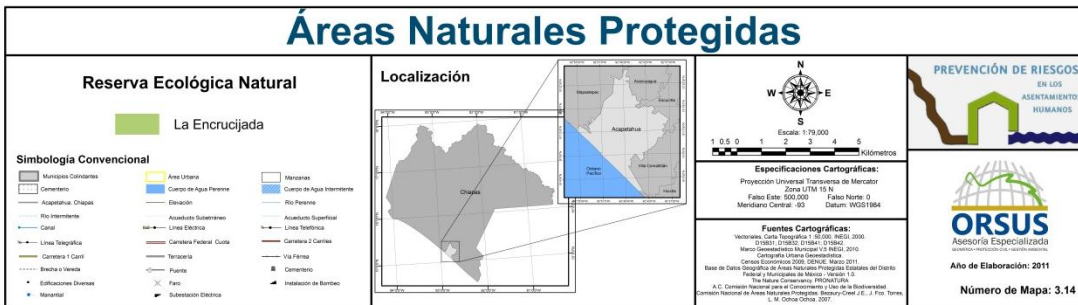 Áreas Naturales Protegidas
Reserva Ecológica Natural
La Encrucijada
Simbología Convencional
Municipios Colindantes
Área Urbana
Manzanas
Cementerio
Cuerpo de Agua Perenne
Cuerpo de Agua Intermitente
Acapetahua, Chiapas
Elevación
Río Perenne
Río Intermitente
Acueducto Subterráneo
Acueducto Superficial
Canal
Línea Eléctrica
Línea Telefónica
Línea Telegráfica
Carretera Federal Cuota
Carretera 2 Carriles
Carretera 1 Carril
Terracería
Vía Férrea
Brecha o Vereda
Puente
Cementerio
Edificaciones Diversas
Faro
Instalación de Bombeo
Manantial
Subestación Eléctrica
Localización
Chiapas
Mapastepec
Acapetahua
Océano
Pacífico
Villa Comaltitlán
N
W
E
S
Escala: 1:79,000
1 0.5 0 1 2 3 4 5
Kilómetros
Especificaciones Cartográficas:
Proyección Universal Transversa de Mercator
Zona UTM 15 N
Falso Este: 500,000 Falso Norte: 0
Meridiano Central: -93 Datum: WGS1984
Fuentes Cartográficas:
Vectoriales, Carta Topográfica 1:50,000, INEGI, 2000.
D15B31, D15B32, D15B41, D15B42.
Marco Geoestadístico Municipal V.5 INEGI, 2010.
Cartografía Urbana Geoestadística.
Censos Económicos 2009, DENUE, Marzo 2011.
Base de Datos Geográfica de Áreas Naturales Protegidas Estatales del Distrito
Federal y Municipales de México - Versión 1.0.
The Nature Conservancy, PRONATURA
A.C. Comisión Nacional para el Conocimiento y Uso de la Biodiversidad
Comisión Nacional de Áreas Naturales Protegidas. Bezaury-Creel J.E., J. Fco. Torres,
L. M. Ochoa Ochoa. 2007.
PREVENCIÓN DE RIESGOS
EN LOS
ASENTAMIENTOS
HUMANOS
ORSUS
Asesoría Especializada
Año de Elaboración: 2011
Número de Mapa: 3.14